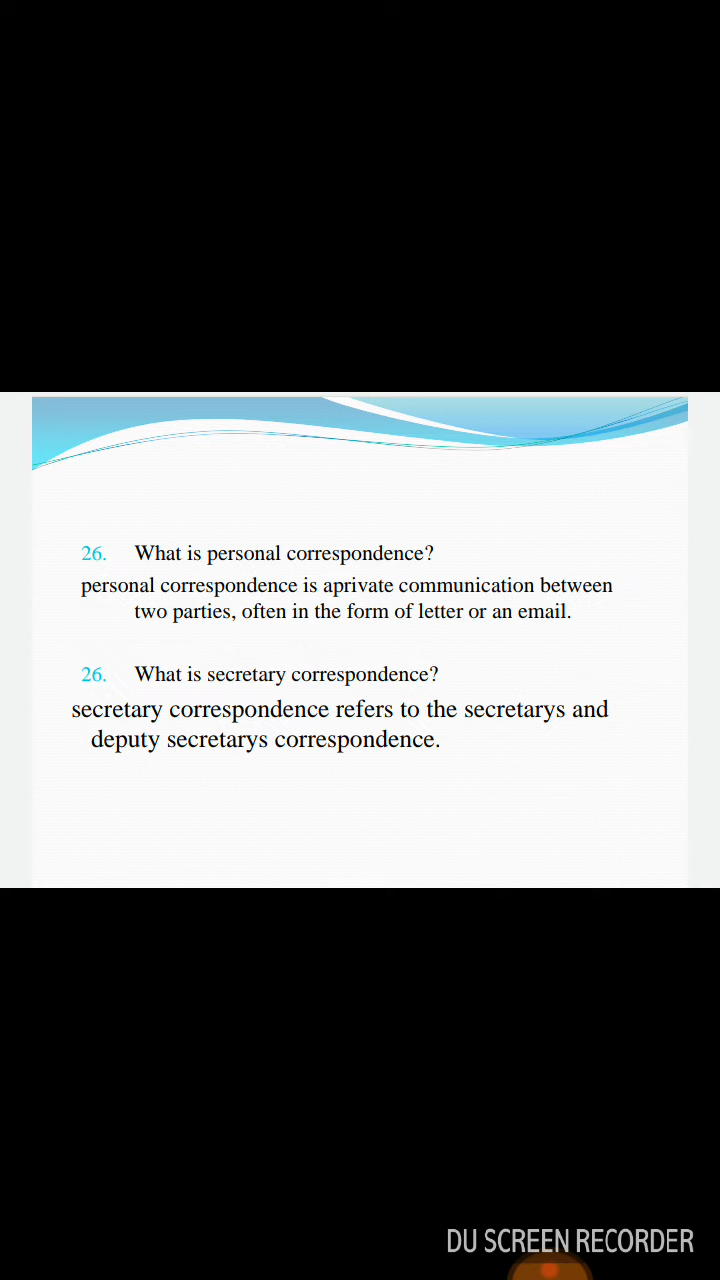 26. What is personal correspondence?
personal correspondence is aprivate communication between
two parties, often in the form of letter or an email.
26. What is secretary correspondence?
secretary correspondence refers to the secretarys and
deputy secretarys correspondence.
DU SCREEN RECORDER